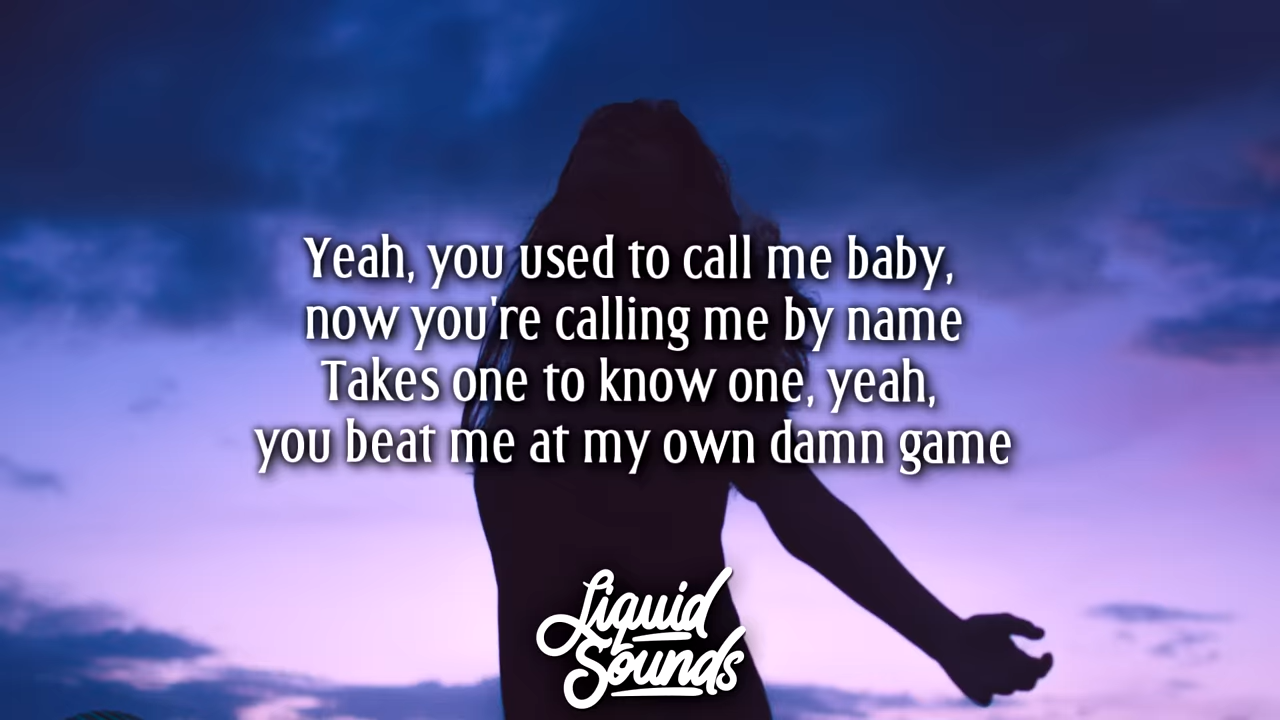 Yeah, you used to call me baby,
now you're calling me by name
Takes one to know one, yeah,
you beat me at my own damn game
Liquid
Sounds